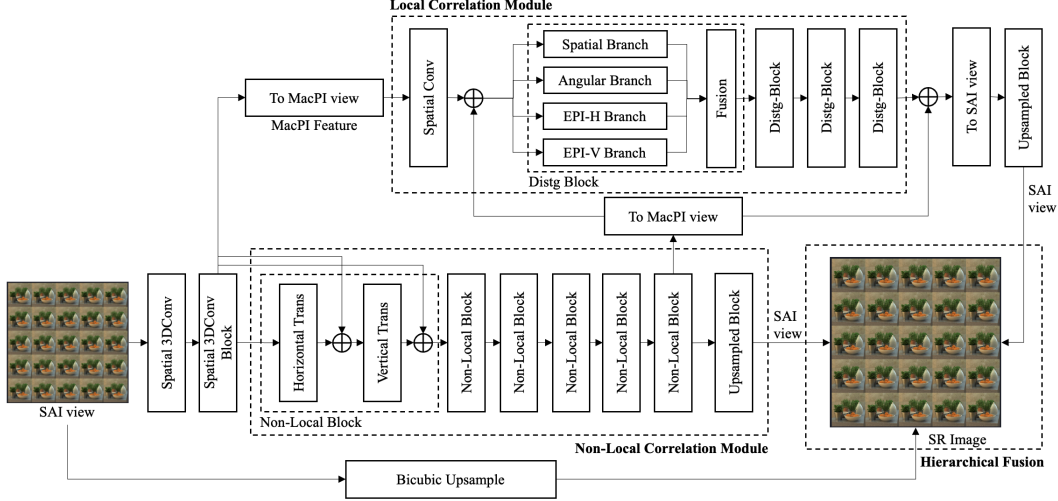 Local Correlation Module
Spatial Conv
Spatial Branch
Angular Branch
EPI-H Branch
EPI-V Branch
Fusion
Distg-Block
Distg-Block
Distg-Block
To SAI view
Upsampled Block
To MacPI view
MacPI Feature
Distg Block
SAI
view
To MacPI view
Spatial 3DConv
Spatial 3DConv
Block
Horizontal Trans
Vertical Trans
Non-Local Block
Non-Local Block
Non-Local Block
Non-Local Block
Non-Local Block
Upsampled Block
SAI
view
SAI view
Non-Local Block
SR Image
Non-Local Correlation Module
Hierarchical Fusion
Bicubic Upsample